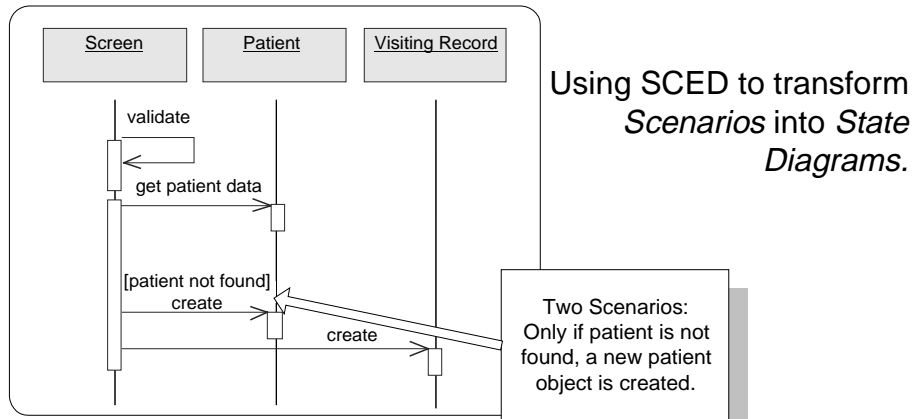 Screen
Patient
Visiting Record
Using SCED to transform
Scenarios into State
Diagrams.
validate
get patient data
[patient not found]
create
create
Two Scenarios:
Only if patient is not
found, a new patient
object is created.